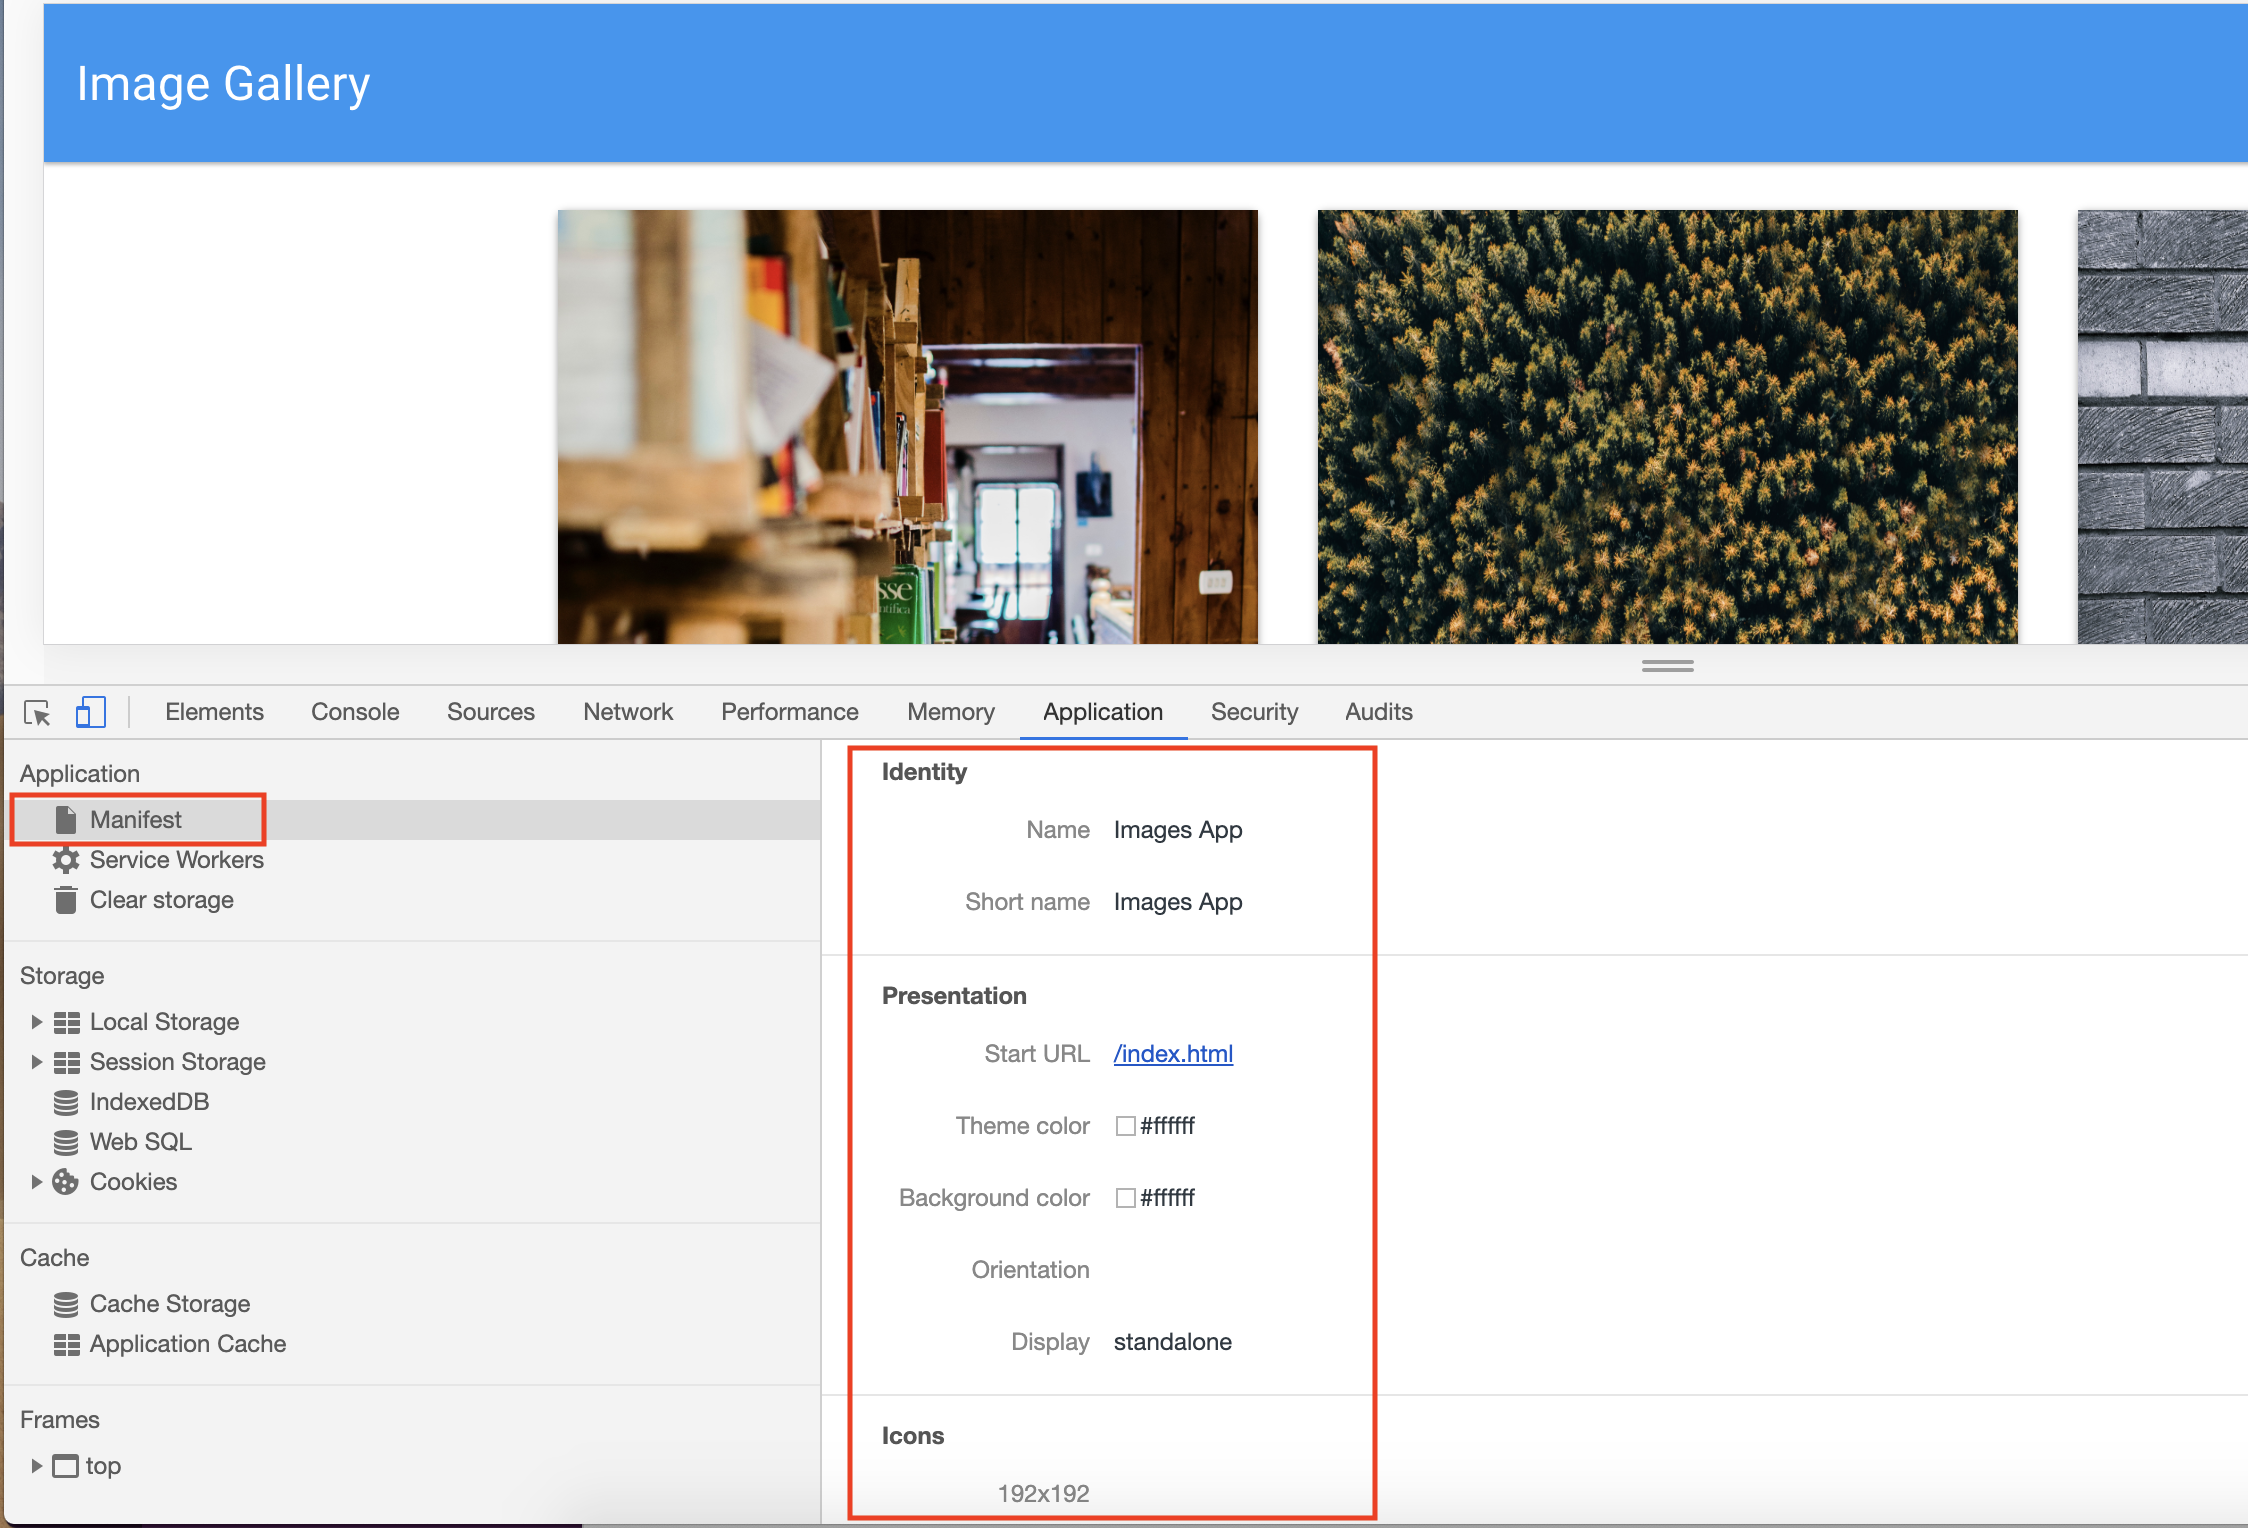 Image Gallery
sse
ntifica
Elements Console Sources Network Performance Memory Application Security Audits
Application
Manifest
Service Workers
Clear storage
Storage
Local Storage
Session Storage
IndexedDB
Web SQL
Cookies
Cache
Cache Storage
Application Cache
Frames
top
Identity
Name Images App
Short name Images App
Presentation
Start URL /index.html
Theme color #ffffff
Background color #ffffff
Orientation
Display standalone
Icons
192x192